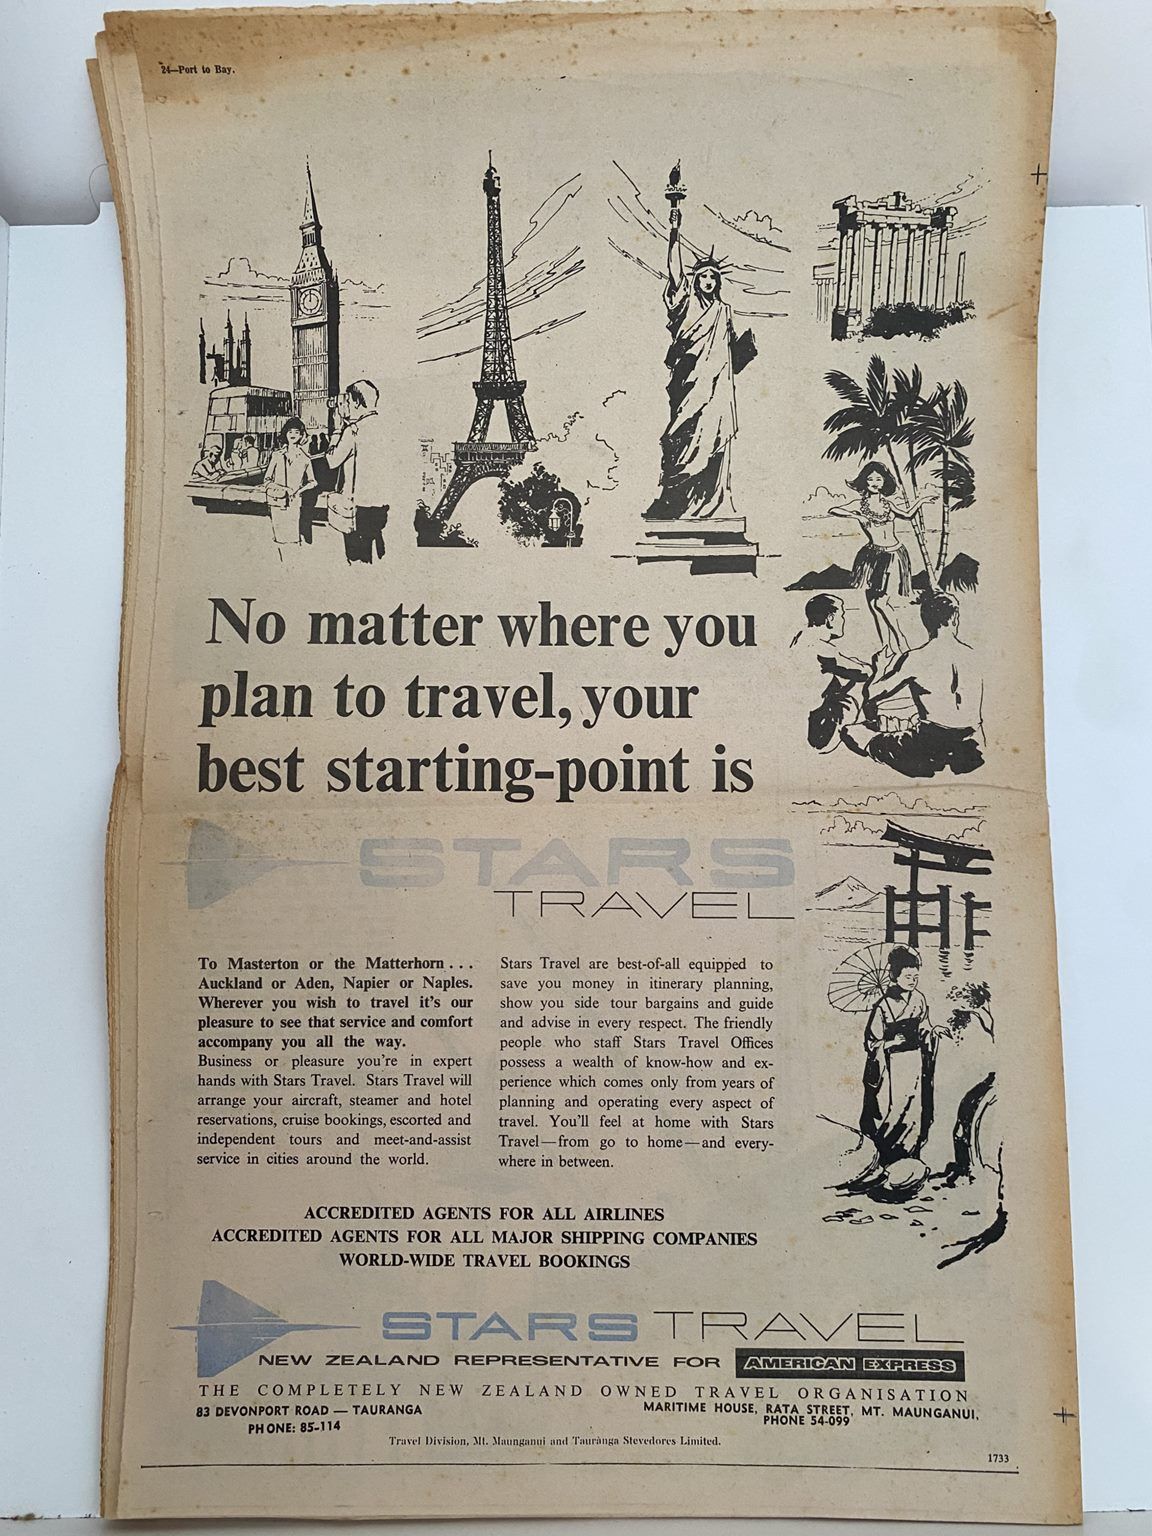 24—Port to Bay.
No matter where you
plan to travel, your
best starting-point is
STARS
TRAVEL
To Masterton or the Matterhorn . . .
Auckland or Aden, Napier or Naples.
Wherever you wish to travel it's our
pleasure to see that service and comfort
accompany you all the way.
Business or pleasure you're in expert
hands with Stars Travel. Stars Travel will
arrange your aircraft, steamer and hotel
reservations, cruise bookings, escorted and
independent tours and meet-and-assist
service in cities around the world.
Stars Travel are best-of-all equipped to
save you money in itinerary planning,
show you side tour bargains and guide
and advise in every respect. The friendly
people who staff Stars Travel Offices
possess a wealth of know-how and ex-
perience which comes only from years of
planning and operating every aspect of
travel. You'll feel at home with Stars
Travel—from go to home—and every-
where in between.
ACCREDITED AGENTS FOR ALL AIRLINES
ACCREDITED AGENTS FOR ALL MAJOR SHIPPING COMPANIES
WORLD-WIDE TRAVEL BOOKINGS
STARS TRAVEL
NEW ZEALAND REPRESENTATIVE FOR AMERICAN EXPRESS
THE COMPLETELY NEW ZEALAND OWNED TRAVEL ORGANISATION
83 DEVONPORT ROAD — TAURANGA
PHONE: 85-114
MARITIME HOUSE, RATA STREET, MT. MAUNGANUI,
PHONE 54-099
Travel Division, Mt. Maunganui and Tauranga Stevedores Limited.
1733